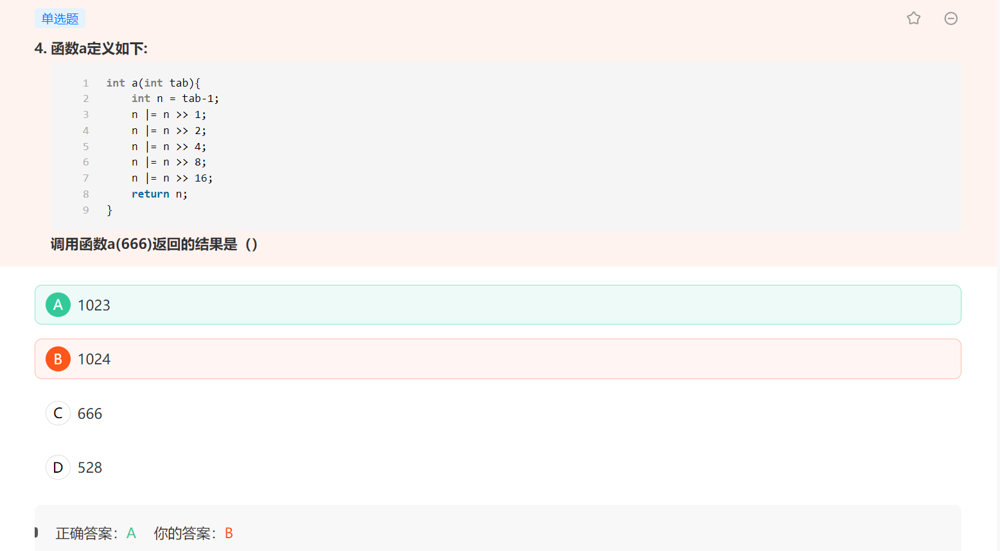 单选题
4. 函数a定义如下:
1 int a(int tab){
2     int n = tab-1;
3     n |= n >> 1;
4     n |= n >> 2;
5     n |= n >> 4;
6     n |= n >> 8;
7     n |= n >> 16;
8     return n;
9 }
调用函数a(666)返回的结果是（）
A 1023
B 1024
C 666
D 528
正确答案：A 你的答案：B